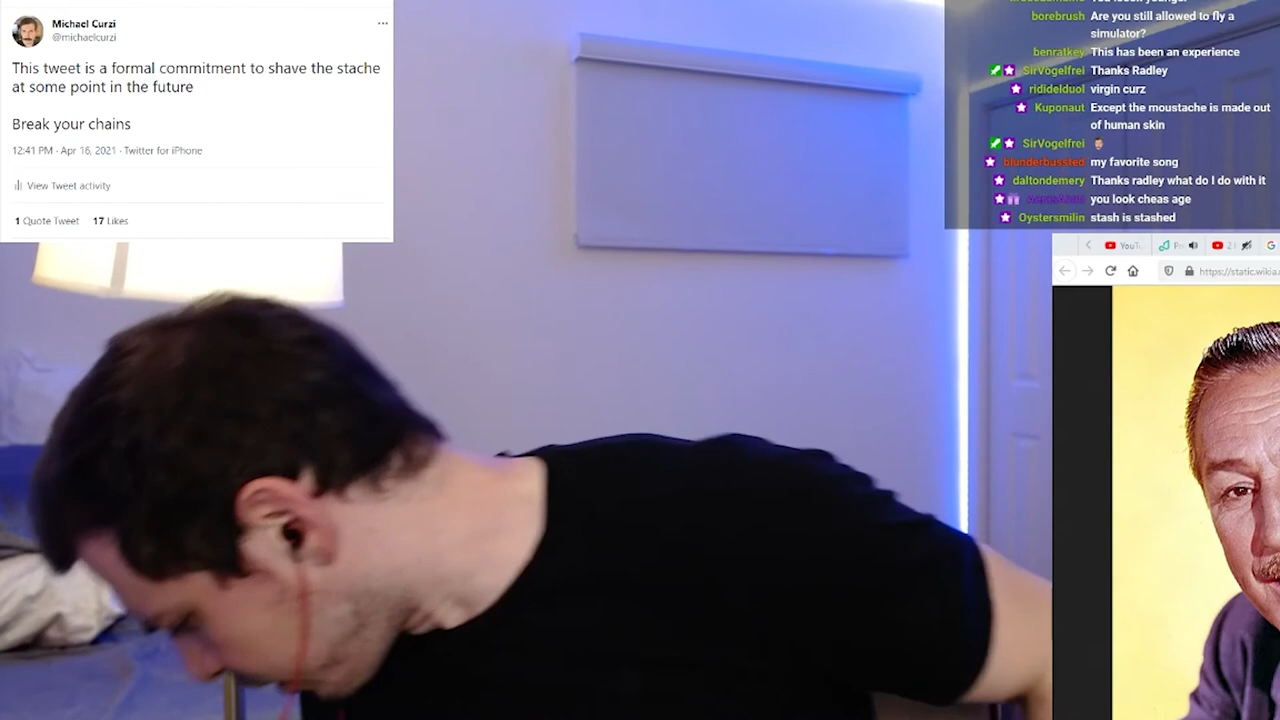 Michael Curzi
@michaelcurzi
This tweet is a formal commitment to shave the stache
at some point in the future
Break your chains
12:41 PM · Apr 16, 2021 · Twitter for iPhone
View Tweet activity
1 Quote Tweet 17 Likes
borebrush Are you still allowed to fly a
simulator?
benratkey This has been an experience
SirVogelfrei Thanks Radley
rididelduol virgin curz
Kuponaut Except the moustache is made out
of human skin
SirVogelfrei
blunderbussted my favorite song
daltondemery Thanks radley what do I do with it
you look cheas age
Oystersmilin stash is stashed
YouT
https://static.wikia.